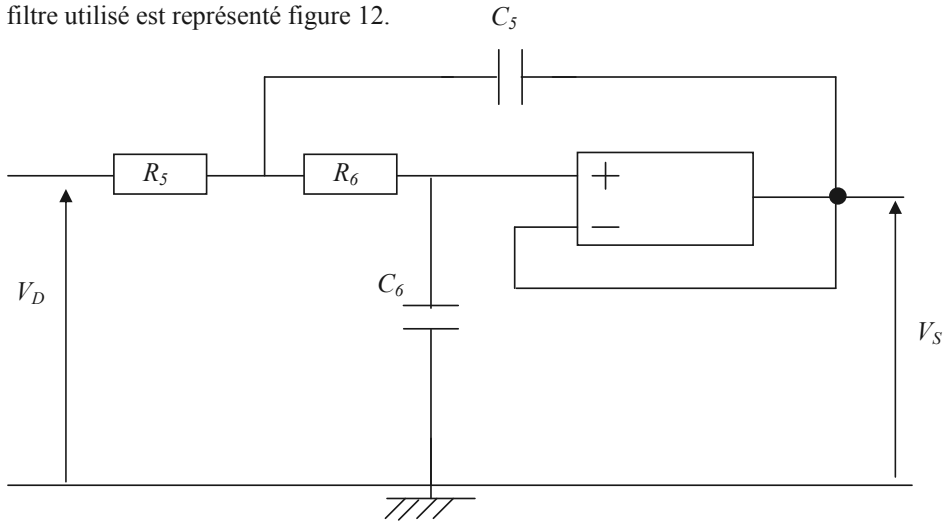 filtre utilisé est représenté figure 12.
C5
R5
R6
+
−
VD
C6
VS